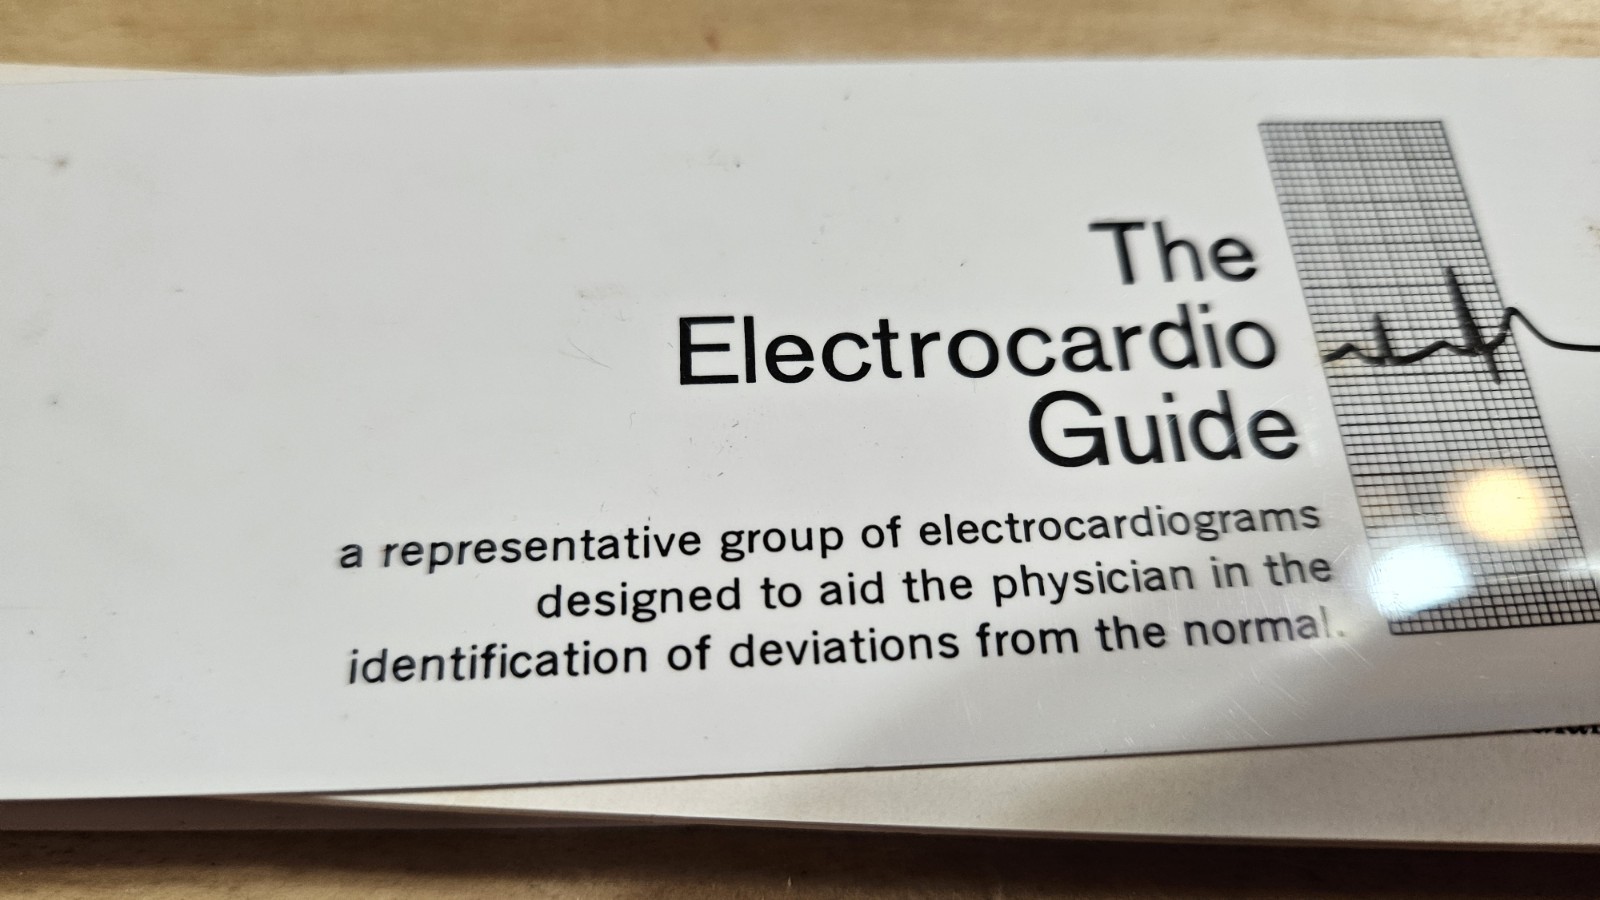 The
Electrocardio
Guide
a representative group of electrocardiograms
designed to aid the physician in the
identification of deviations from the normal.